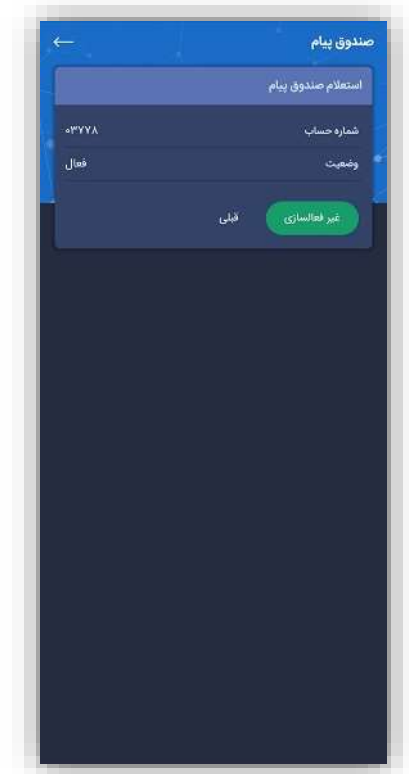 صندوق پیام
استعلام صندوق پیام
شماره حساب ۰۳۷۷۸
وضعیت فعال
غیر فعالسازی قبلی